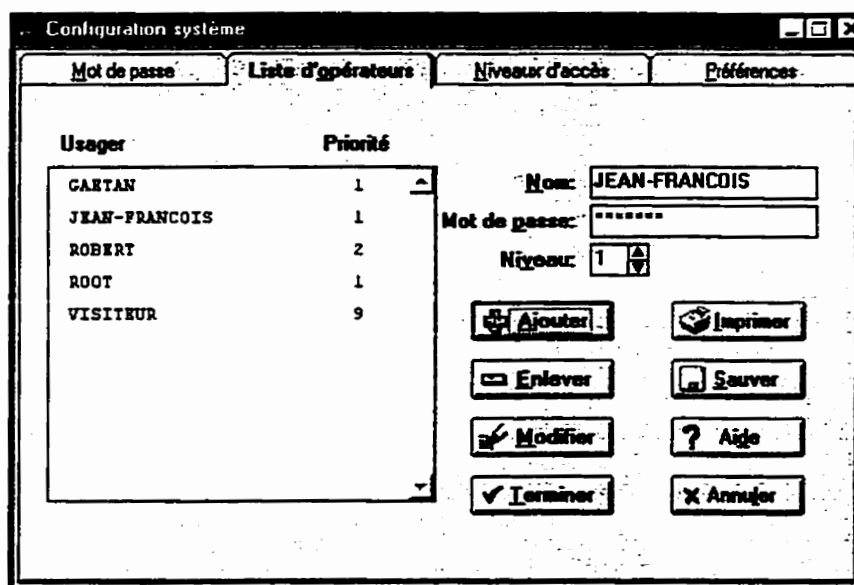 Configuration système
Mot de passe Liste d'opérateurs Niveaux d'accès Préférences
Usager Priorité
GAETAN 1
JEAN-FRANCOIS 1
ROBERT 2
ROOT 1
VISITEUR 9
Nom: JEAN-FRANCOIS
Mot de passe: *******
Niveau: 1
Ajouter Imprimer
Enlever Sauver
Modifier ? Aide
Terminer Annuler